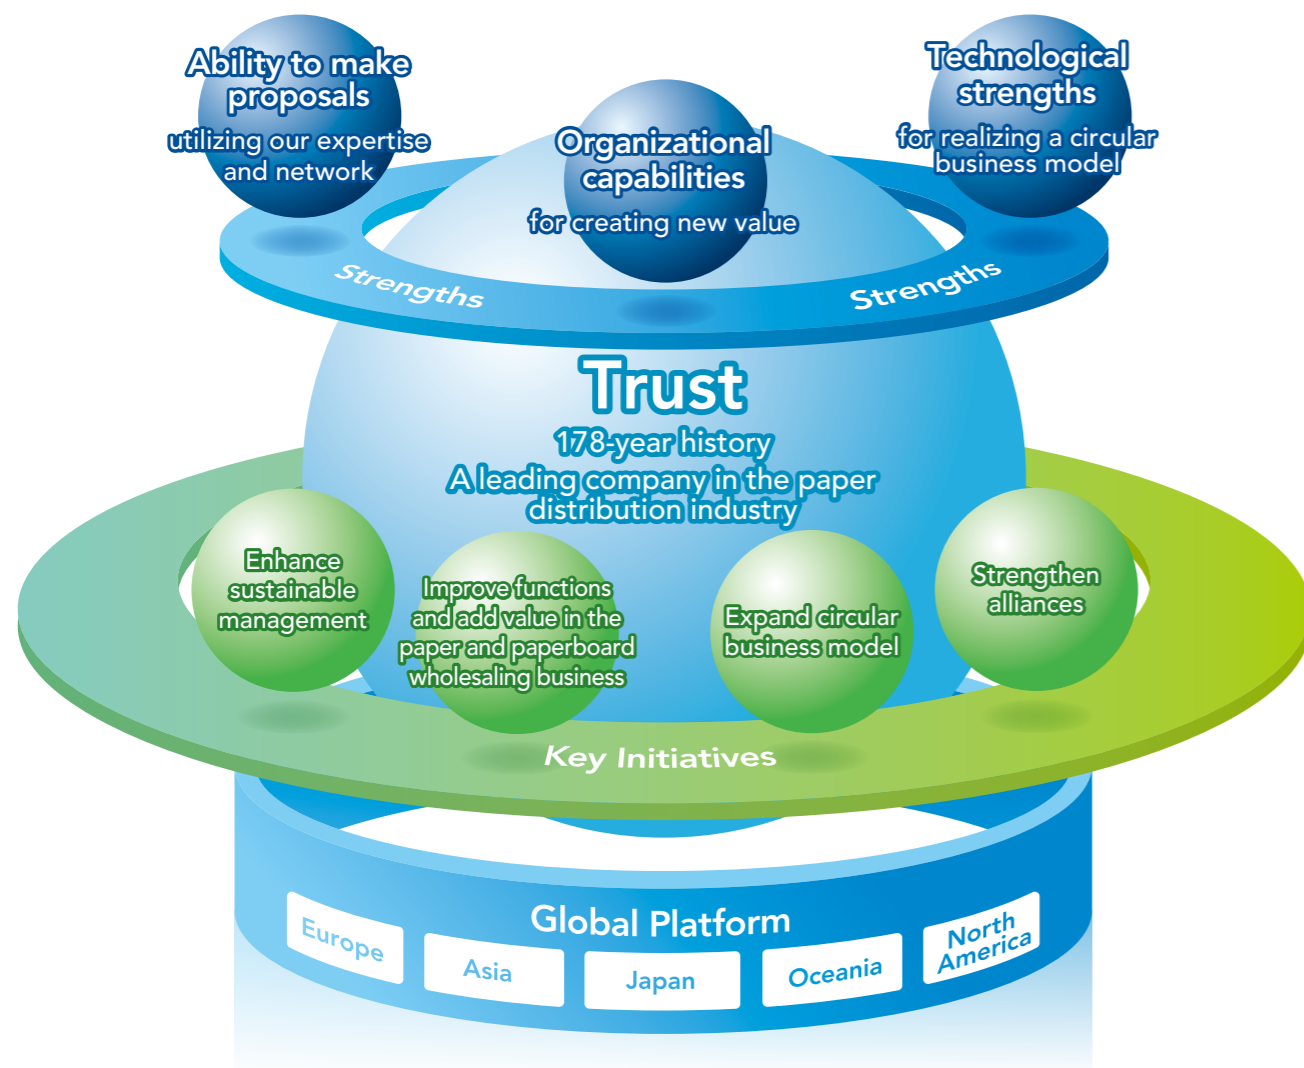 Ability to make
proposals
utilizing our expertise
and network
Organizational
capabilities
for creating new value
Technological
strengths
for realizing a circular
business model
Strengths
Strengths
Trust
178-year history
A leading company in the paper
distribution industry
Enhance
sustainable
management
Improve functions
and add value in the
paper and paperboard
wholesaling business
Expand circular
business model
Strengthen
alliances
Key Initiatives
Global Platform
Europe
Asia
Japan
Oceania
North
America